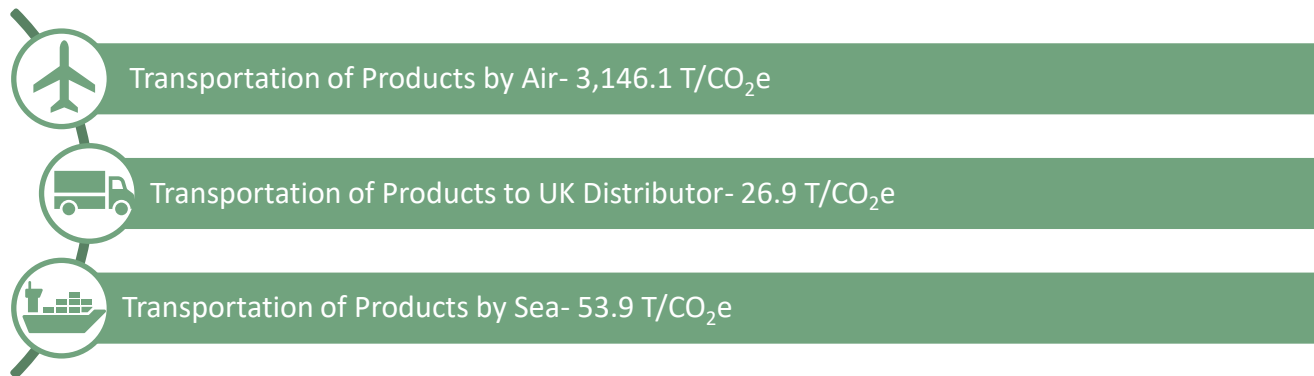 Transportation of Products by Air- 3,146.1 T/CO₂e
Transportation of Products to UK Distributor- 26.9 T/CO₂e
Transportation of Products by Sea- 53.9 T/CO₂e